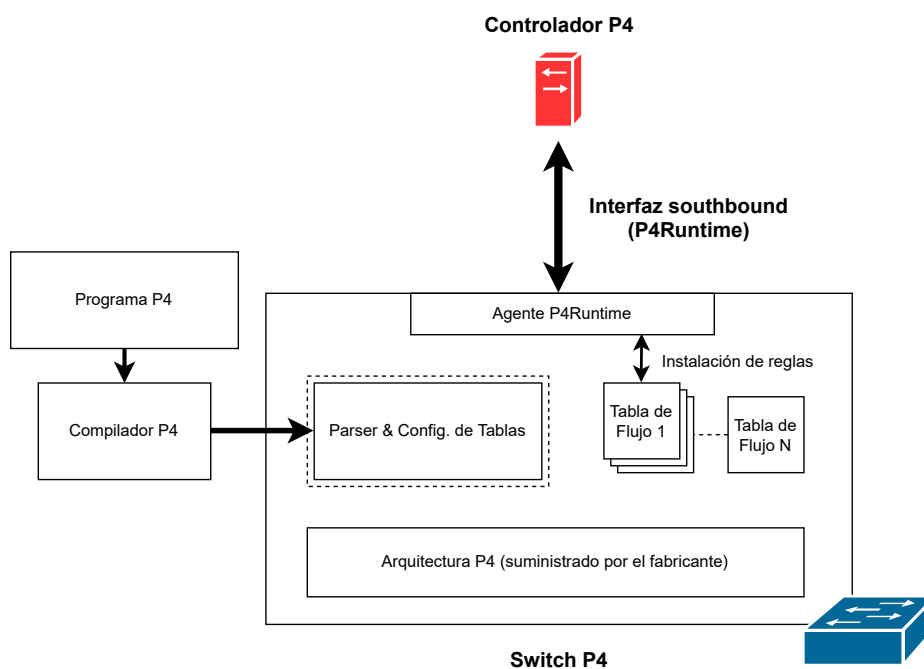 Controlador P4
Interfaz southbound
(P4Runtime)
Programa P4
Agente P4Runtime
Instalación de reglas
Compilador P4
Parser & Config. de Tablas
Tabla de
Flujo 1
Tabla de
Flujo N
Arquitectura P4 (suministrado por el fabricante)
Switch P4